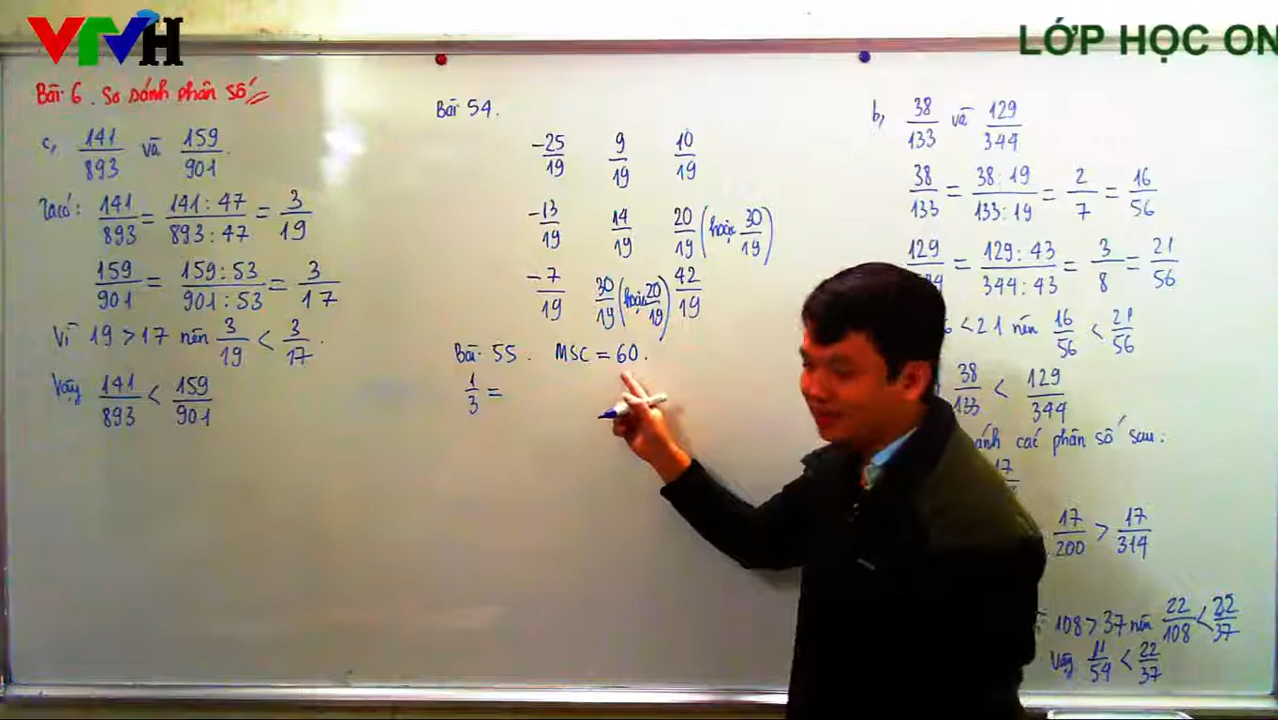 VTVH
LỚP HỌC ON
Bài 6. So sánh phân số
c, 141/893 và 159/901.
Ta có: 141/893 = 141:47/893:47 = 3/19
159/901 = 159:53/901:53 = 3/17
Vì 19 > 17 nên 3/19 < 3/17.
Vậy 141/893 < 159/901
Bài 54.
-25/19 9/19 10/19
-13/19 14/19 20/19 (hoặc 30/19)
-7/19 30/19 (hoặc 20/19) 42/19
Bài 55. MSC = 60.
1/3 =
b, 38/133 và 129/344
38/133 = 38:19/133:19 = 2/7 = 16/56
129/344 = 129:43/344:43 = 3/8 = 21/56
6 < 21 nên 16/56 < 21/56
38/133 < 129/344
ánh các phân số sau:
17
17/200 > 17/314
108 > 37 nên 22/108 < 22/37
Vậy 11/54 < 22/37